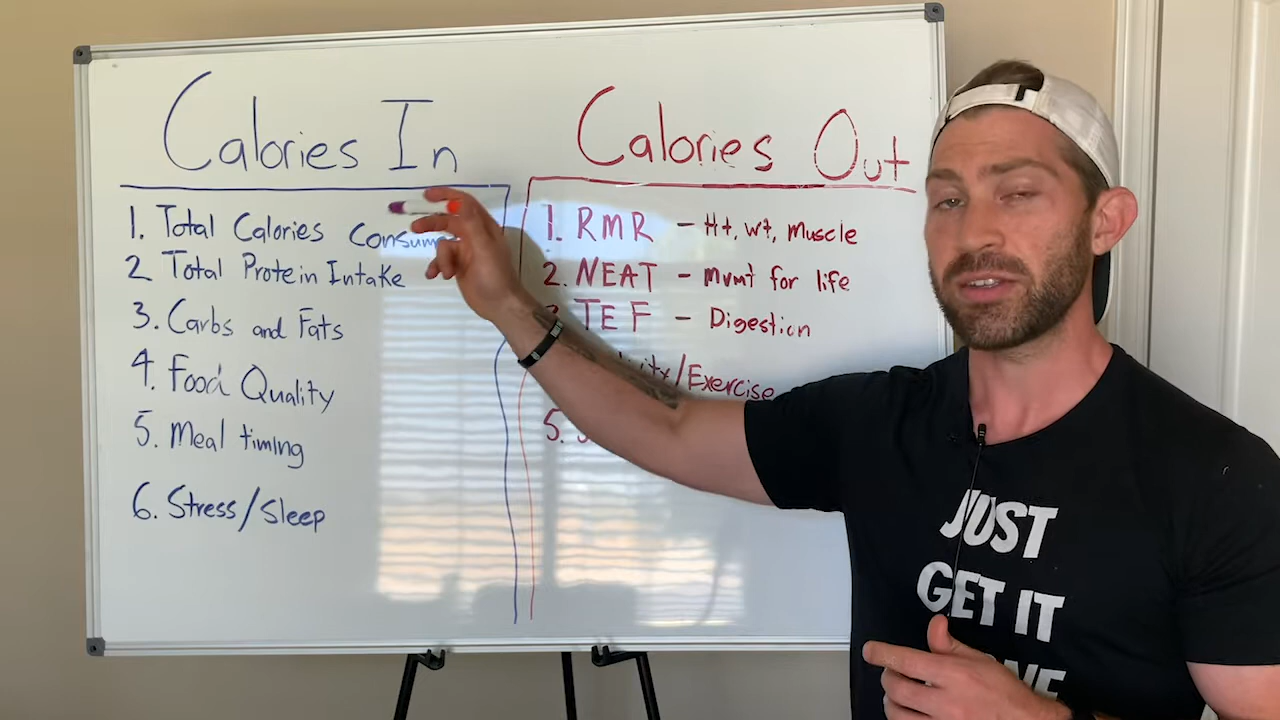 Calories In
1. Total Calories
2 Total Protein Intake
3. Carbs and Fats
4. Food Quality
5. Meal timing
6. Stress/Sleep
Calories Out
1. RMR - Ht, wt, Muscle
2. NEAT - mvmt for life
TEF - Digestion
/Exercise
5.
JUST
GET IT